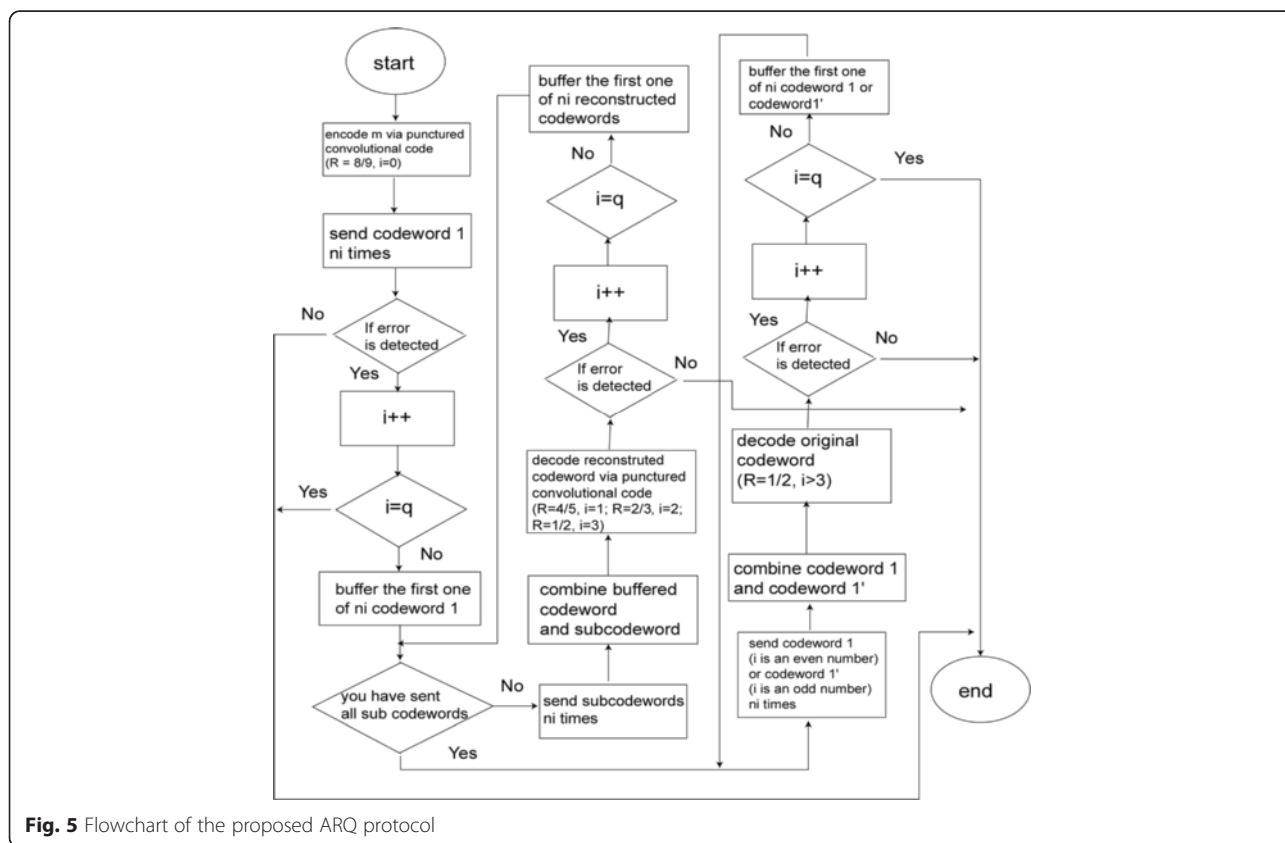 start
encode m via punctured
convolutional code
(R = 8/9, i=0)
send codeword 1
ni times
No
If error
is detected
Yes
i++
Yes
i=q
No
buffer the first one
of ni codeword 1
you have sent
all sub codewords
No
Yes
send subcodewords
ni times
combine buffered
codeword
and subcodeword
decode reconstruted
codeword via punctured
convolutional code
(R=4/5, i=1; R=2/3, i=2;
R=1/2, i=3)
If error
is detected
No
Yes
i++
i=q
No
buffer the first one
of ni reconstructed
codewords
send codeword 1
(i is an even number)
or codeword 1'
(i is an odd number)
ni times
combine codeword 1
and codeword 1'
decode original
codeword
(R=1/2, i>3)
If error
is detected
No
Yes
i++
i=q
Yes
No
buffer the first one
of ni codeword 1 or
codeword1'
end
Fig. 5 Flowchart of the proposed ARQ protocol